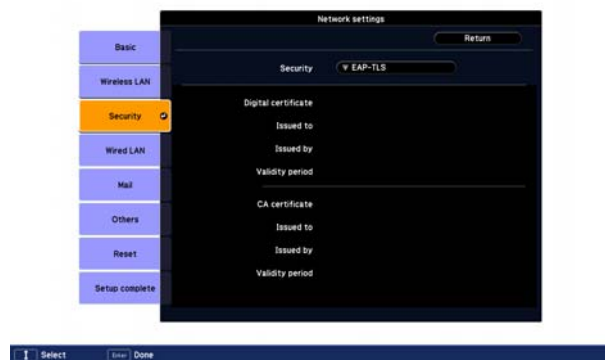 Network settings
Return
Basic
Wireless LAN
Security
Wired LAN
Mail
Others
Reset
Setup complete
Security EAP-TLS
Digital certificate
Issued to
Issued by
Validity period
CA certificate
Issued to
Issued by
Validity period
Select Enter Done